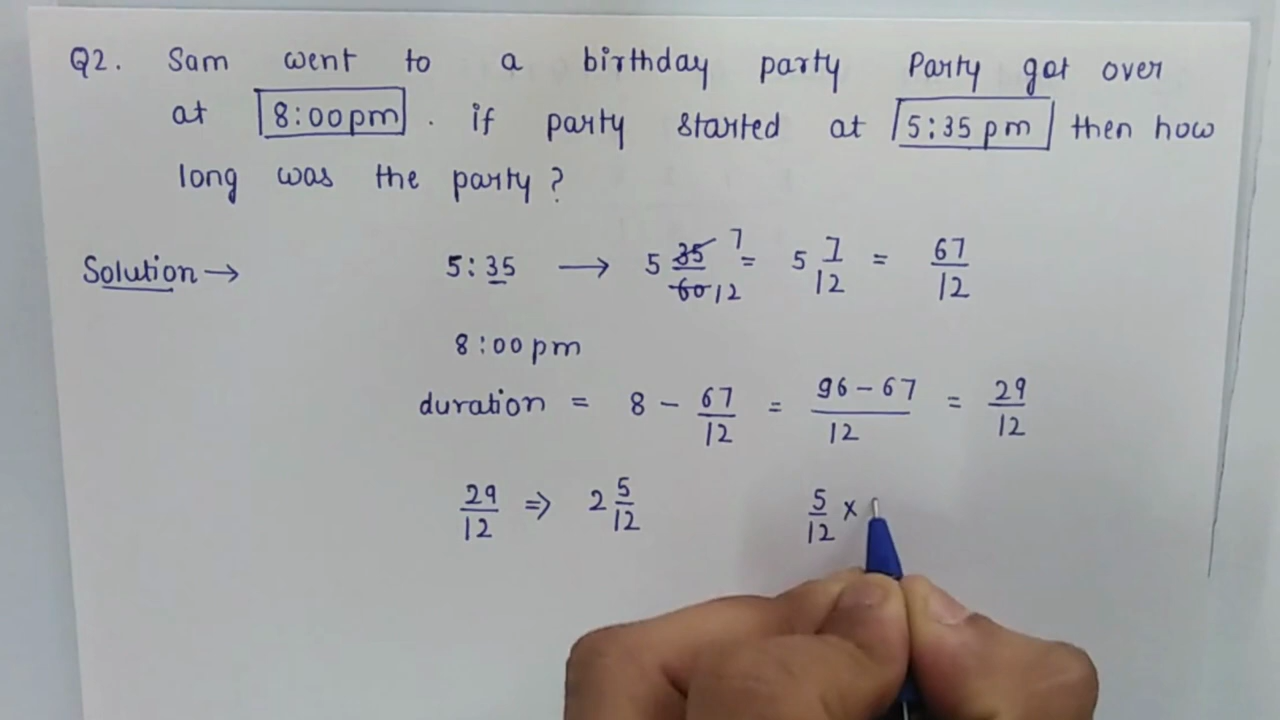 Q2. Sam went to a birthday party Party got over
at 8:00pm. if party started at 5:35 pm then how
long was the party?
Solution → 5:35 → 5 35/60 7 12 = 5 7/12 = 67/12
8:00pm
duration = 8 - 67/12 = 96-67/12 = 29/12
29/12 ⇒ 2 5/12 5/12 ×